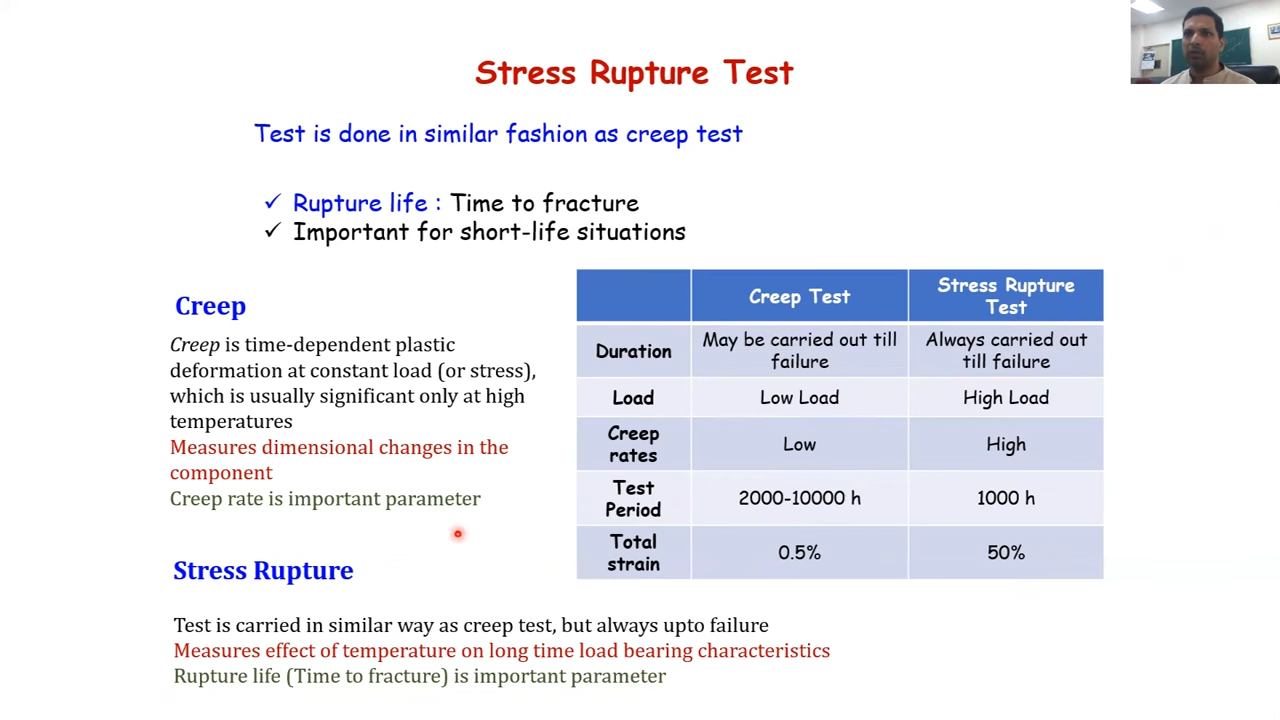 Stress Rupture Test
Test is done in similar fashion as creep test
✓ Rupture life : Time to fracture
✓ Important for short-life situations
Creep
Creep is time-dependent plastic
deformation at constant load (or stress),
which is usually significant only at high
temperatures
Measures dimensional changes in the
component
Creep rate is important parameter
Creep Test
Stress Rupture
Test
Duration
May be carried out till
failure
Always carried out
till failure
Load
Low Load
High Load
Creep
rates
Low
High
Test
Period
2000-10000 h
1000 h
Total
strain
0.5%
50%
Stress Rupture
Test is carried in similar way as creep test, but always upto failure
Measures effect of temperature on long time load bearing characteristics
Rupture life (Time to fracture) is important parameter